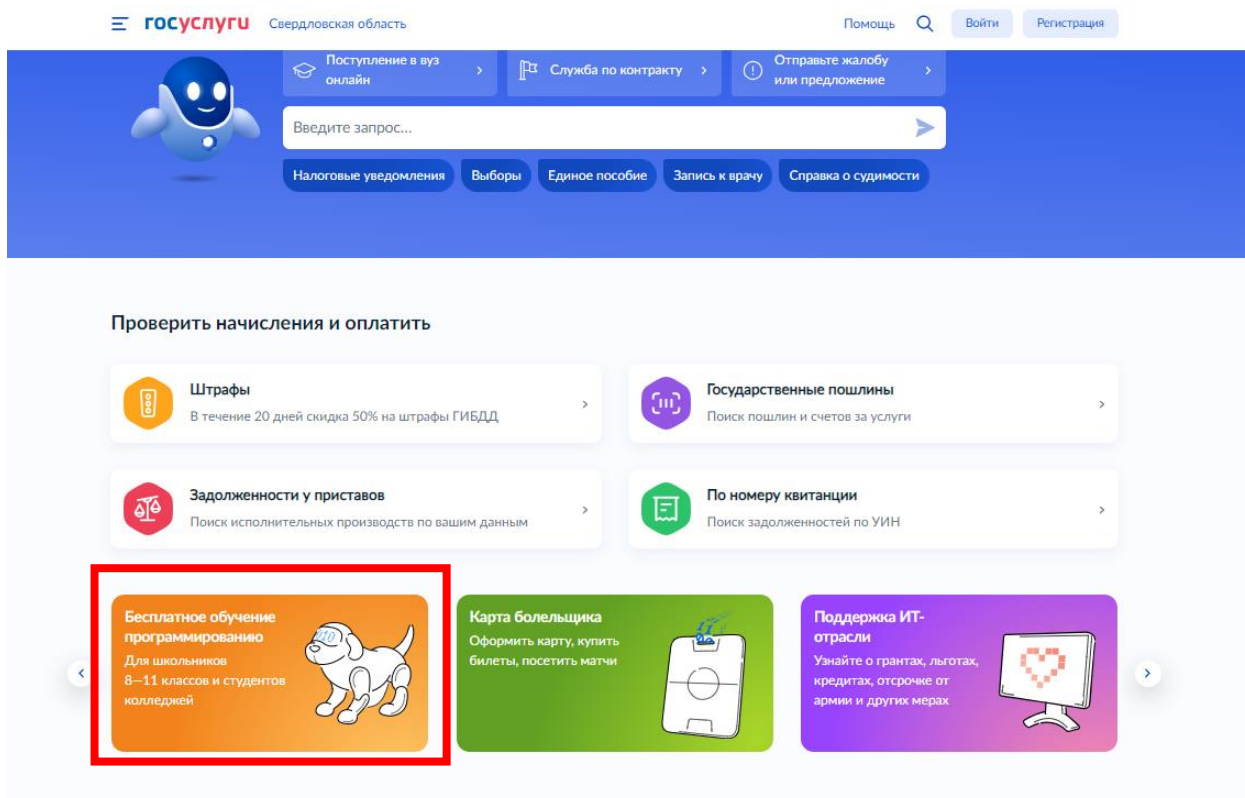 госуслуги
Свердловская область
Помощь
Войти
Регистрация
Поступление в вуз
онлайн
Служба по контракту
Отправьте жалобу
или предложение
Введите запрос...
Налоговые уведомления
Выборы
Единое пособие
Запись к врачу
Справка о судимости
Проверить начисления и оплатить
Штрафы
В течение 20 дней скидка 50% на штрафы ГИБДД
Государственные пошлины
Поиск пошлин и счетов за услуги
Задолженности у приставов
Поиск исполнительных производств по вашим данным
По номеру квитанции
Поиск задолженностей по УИН
Бесплатное обучение
программированию
Для школьников
8—11 классов и студентов
колледжей
Карта болельщика
Оформить карту, купить
билеты, посетить матчи
Поддержка ИТ-
отрасли
Узнайте о грантах, льготах,
кредитах, отсрочке от
армии и других мерах